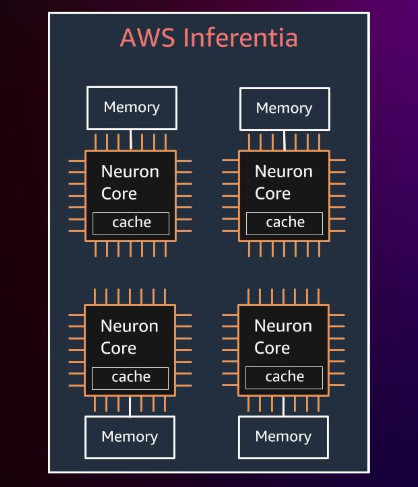 AWS Inferentia
Memory
Memory
Neuron
Core
cache
Neuron
Core
cache
Neuron
Core
cache
Neuron
Core
cache
Memory
Memory